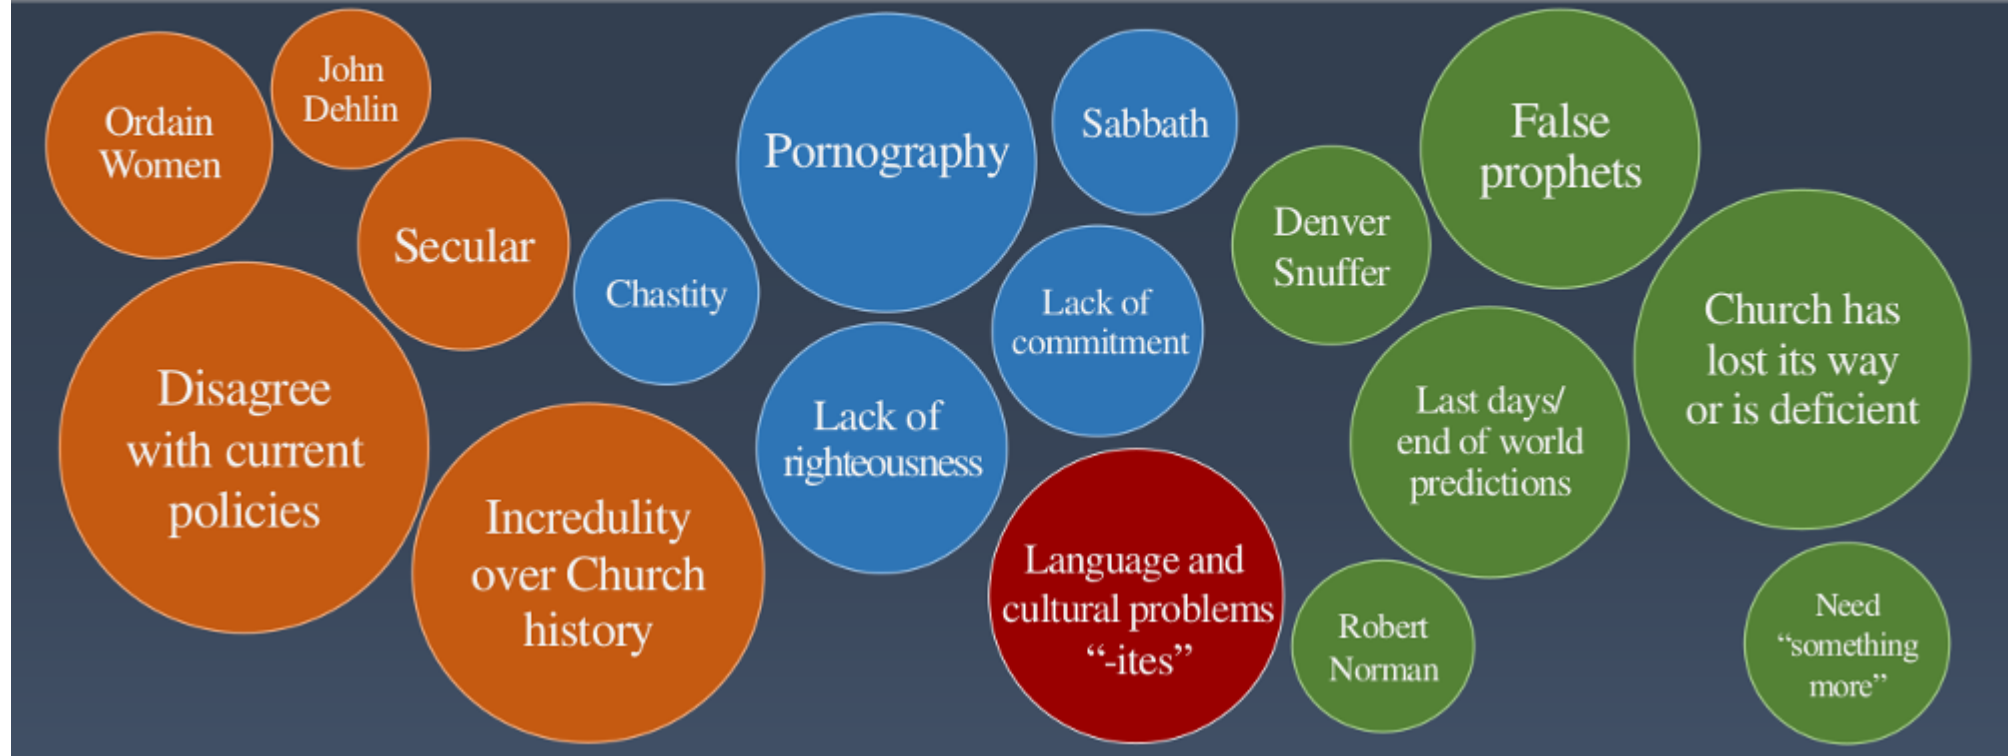 Ordain
Women
John
Dehlin
Secular
Disagree
with current
policies
Incredulity
over Church
history
Chastity
Pornography
Sabbath
Lack of
commitment
Lack of
righteousness
Language and
cultural problems
“-ites”
Denver
Snuffer
False
prophets
Church has
lost its way
or is deficient
Last days/
end of world
predictions
Robert
Norman
Need
“something
more”